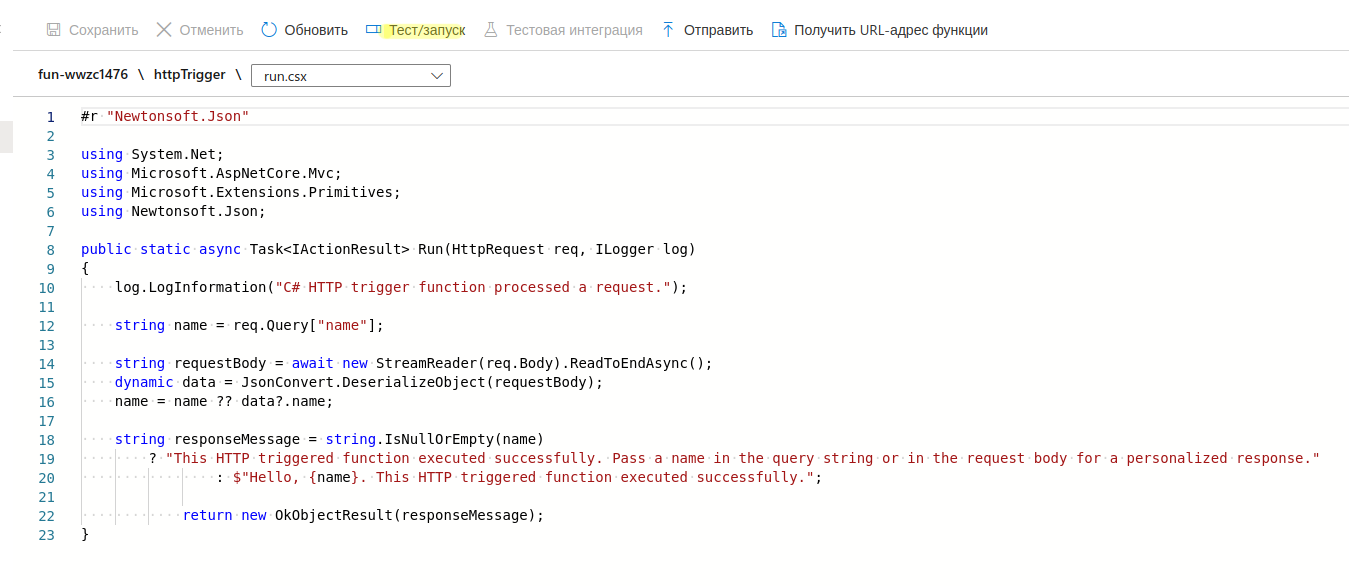 Сохранить Отменить Обновить Тест/запуск Тестовая интеграция Отправить Получить URL-адрес функции
fun-wwzc1476 \ httpTrigger \ run.csx
1 #r "Newtonsoft.Json"
2
3 using System.Net;
4 using Microsoft.AspNetCore.Mvc;
5 using Microsoft.Extensions.Primitives;
6 using Newtonsoft.Json;
7
8 public static async Task<IActionResult> Run(HttpRequest req, ILogger log)
9 {
10 log.LogInformation("C# HTTP trigger function processed a request.");
11
12 string name = req.Query["name"];
13
14 string requestBody = await new StreamReader(req.Body).ReadToEndAsync();
15 dynamic data = JsonConvert.DeserializeObject(requestBody);
16 name = name ?? data?.name;
17
18 string responseMessage = string.IsNullOrEmpty(name)
19 ? "This HTTP triggered function executed successfully. Pass a name in the query string or in the request body for a personalized response."
20 : $"Hello, {name}. This HTTP triggered function executed successfully.";
21
22 return new OkObjectResult(responseMessage);
23 }